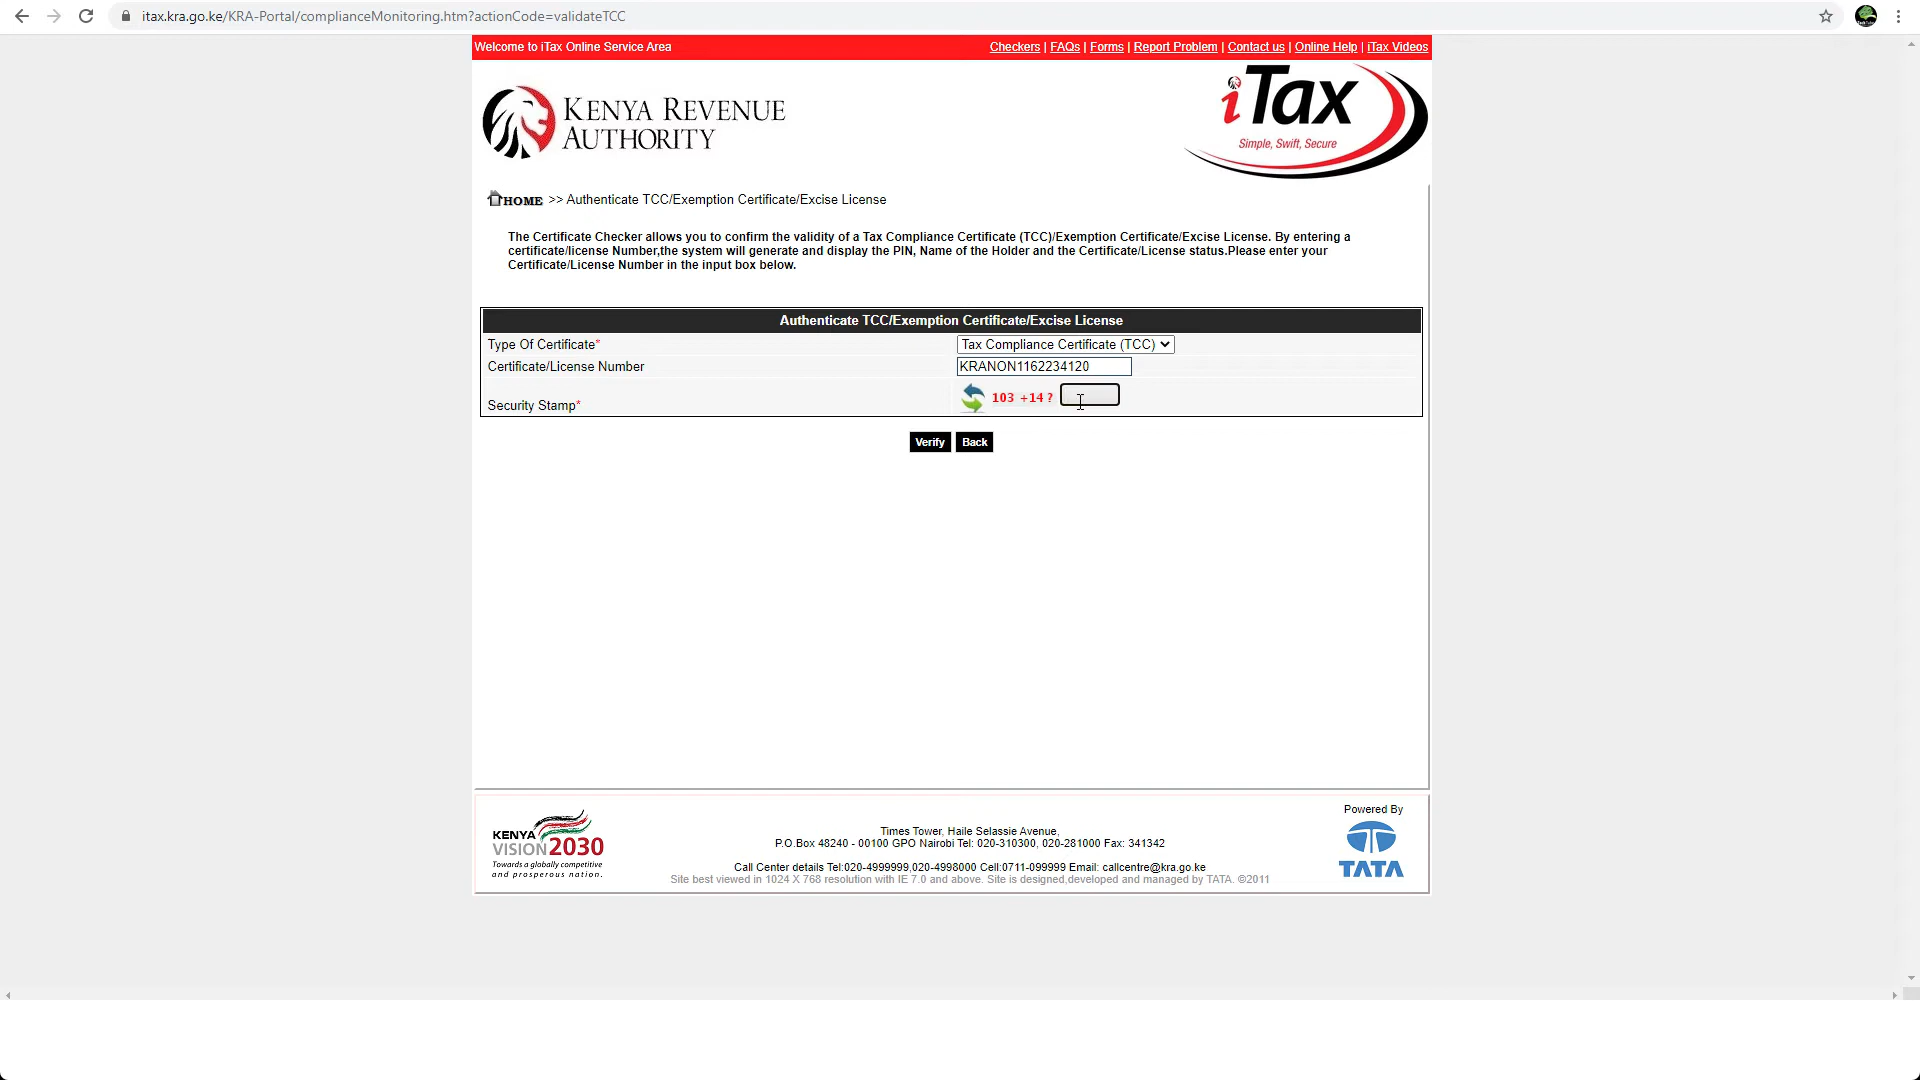 itax.kra.go.ke/KRA-Portal/complianceMonitoring.htm?actionCode=validateTCC
Welcome to iTax Online Service Area
Checkers | FAQs | Forms | Report Problem | Contact us | Online Help | iTax Videos
KENYA REVENUE
AUTHORITY
iTax
Simple, Swift, Secure
HOME >> Authenticate TCC/Exemption Certificate/Excise License
The Certificate Checker allows you to confirm the validity of a Tax Compliance Certificate (TCC)/Exemption Certificate/Excise License. By entering a
certificate/license Number,the system will generate and display the PIN, Name of the Holder and the Certificate/License status.Please enter your
Certificate/License Number in the input box below.
Authenticate TCC/Exemption Certificate/Excise License
Type Of Certificate* Tax Compliance Certificate (TCC)
Certificate/License Number KRANON1162234120
Security Stamp* 103 +14 ?
Verify Back
KENYA
VISION 2030
Towards a globally competitive
and prosperous nation.
Times Tower, Haile Selassie Avenue,
P.O.Box 48240 - 00100 GPO Nairobi Tel: 020-310300, 020-281000 Fax: 341342
Call Center details Tel:020-4999999,020-4998000 Cell:0711-099999 Email: callcentre@kra.go.ke
Site best viewed in 1024 X 768 resolution with IE 7.0 and above. Site is designed,developed and managed by TATA. ©2011
Powered By
TATA